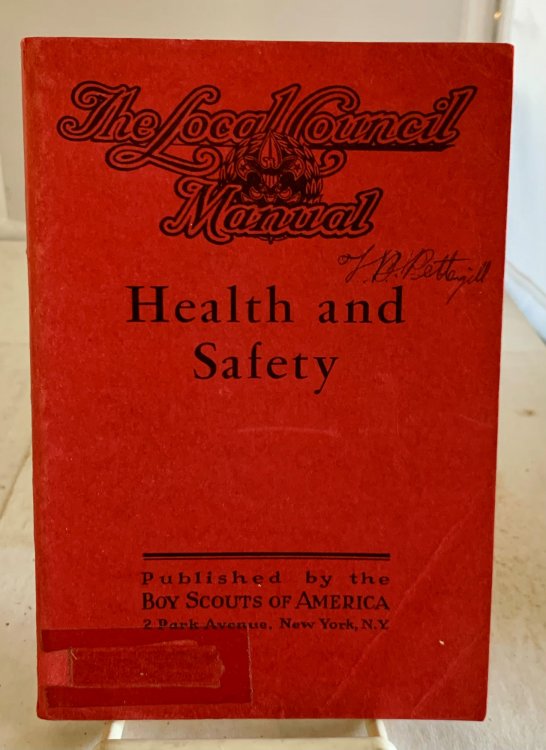 The Local Council
Manual
F. A. Pettengill
Health and
Safety
Published by the
BOY SCOUTS OF AMERICA
2 Park Avenue, New York, N.Y.